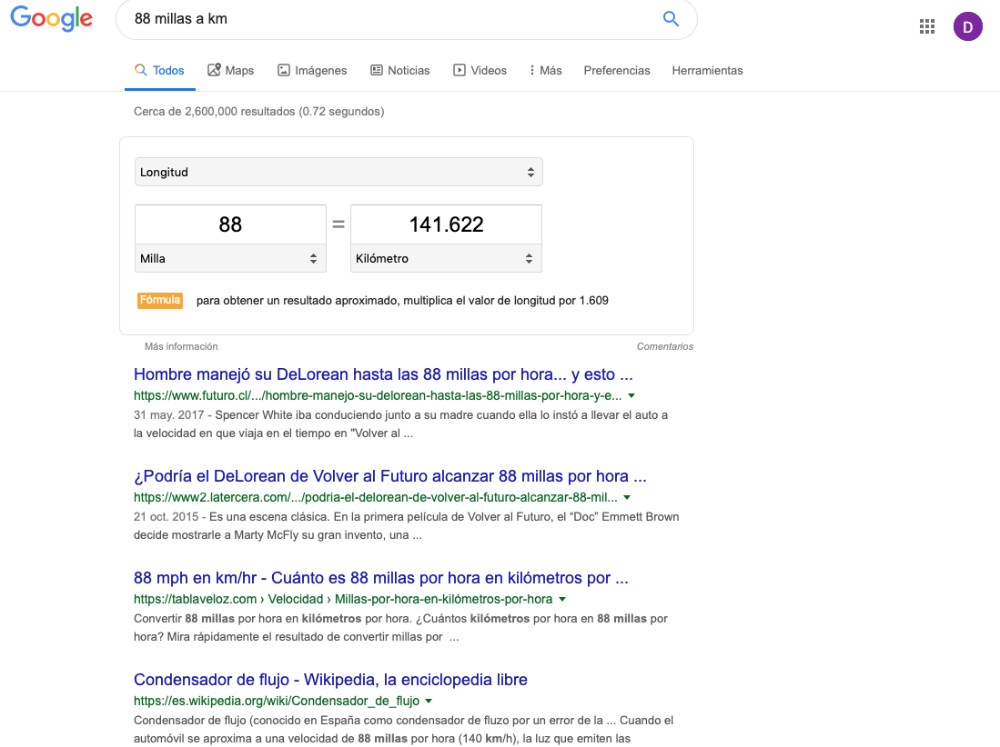 Google
88 millas a km
D
Todos Maps Imágenes Noticias Videos Más Preferencias Herramientas
Cerca de 2,600,000 resultados (0.72 segundos)
Longitud
88 = 141.622
Milla Kilómetro
Fórmula para obtener un resultado aproximado, multiplica el valor de longitud por 1.609
Más información Comentarios
Hombre manejó su DeLorean hasta las 88 millas por hora... y esto ...
https://www.futuro.cl/.../hombre-manejo-su-delorean-hasta-las-88-millas-por-hora-y-e...
31 may. 2017 - Spencer White iba conduciendo junto a su madre cuando ella lo instó a llevar el auto a
la velocidad en que viaja en el tiempo en "Volver al ...
¿Podría el DeLorean de Volver al Futuro alcanzar 88 millas por hora ...
https://www2.latercera.com/.../podria-el-delorean-de-volver-al-futuro-alcanzar-88-mil...
21 oct. 2015 - Es una escena clásica. En la primera película de Volver al Futuro, el “Doc” Emmett Brown
decide mostrarle a Marty McFly su gran invento, una ...
88 mph en km/hr - Cuánto es 88 millas por hora en kilómetros por ...
https://tablaveloz.com › Velocidad › Millas-por-hora-en-kilómetros-por-hora
Convertir 88 millas por hora en kilómetros por hora. ¿Cuántos kilómetros por hora en 88 millas por
hora? Mira rápidamente el resultado de convertir millas por ...
Condensador de flujo - Wikipedia, la enciclopedia libre
https://es.wikipedia.org/wiki/Condensador_de_flujo
Condensador de flujo (conocido en España como condensador de fluzo por un error de la ... Cuando el
automóvil se aproxima a una velocidad de 88 millas por hora (140 km/h), la luz que emiten las